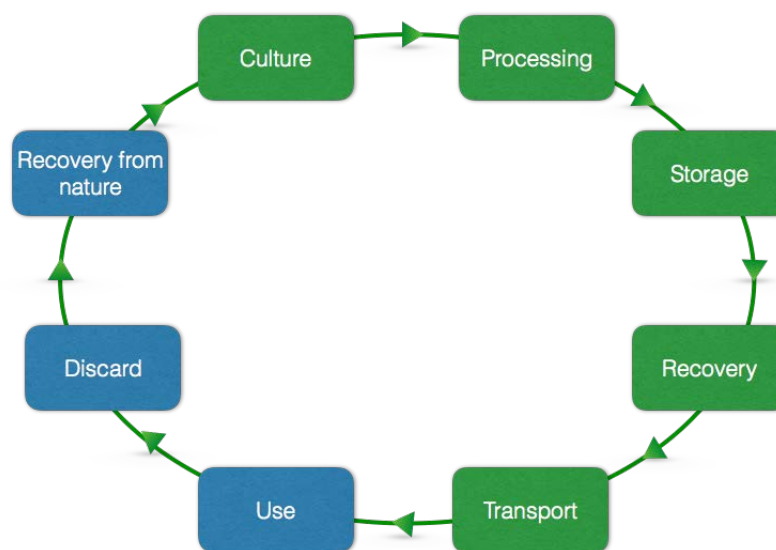 Culture
Processing
Storage
Recovery
Transport
Use
Discard
Recovery from
nature